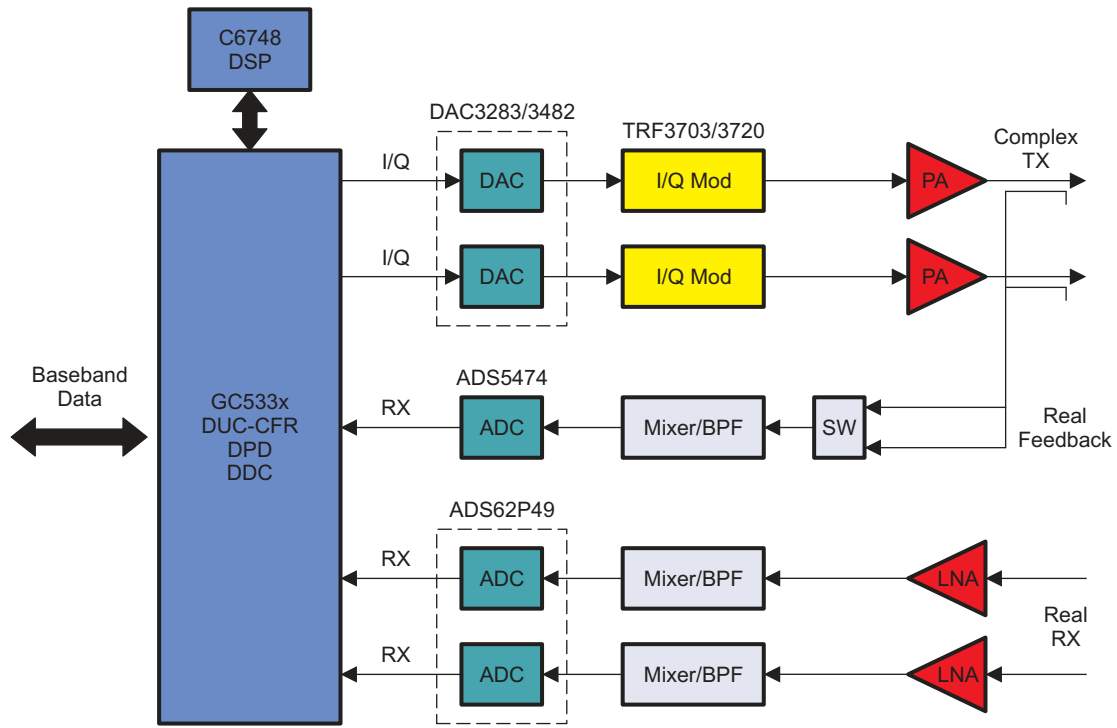 C6748
DSP
DAC3283/3482
TRF3703/3720
Complex
TX
I/Q
DAC
I/Q Mod
PA
I/Q
DAC
I/Q Mod
PA
Baseband
Data
GC533x
DUC-CFR
DPD
DDC
ADS5474
RX
ADC
Mixer/BPF
SW
Real
Feedback
ADS62P49
RX
ADC
Mixer/BPF
LNA
Real
RX
RX
ADC
Mixer/BPF
LNA